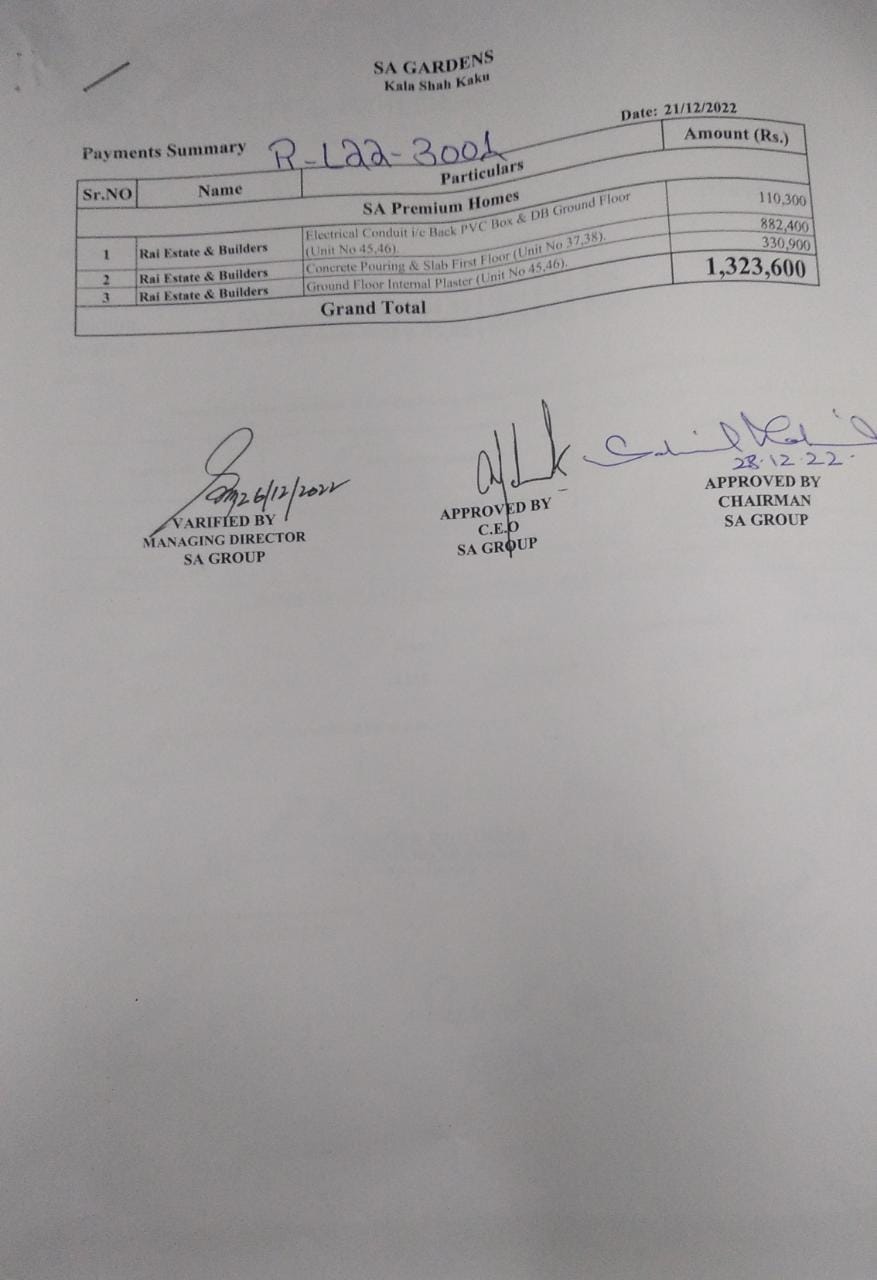 SA GARDENS
Kala Shah Kaku
Date: 21/12/2022
Payments Summary R-L22-3001
Sr.NO Name Particulars Amount (Rs.)
SA Premium Homes
1 Rai Estate & Builders Electrical Conduit i/c Back PVC Box & DB Ground Floor 110,300
(Unit No 45,46).
2 Rai Estate & Builders Concrete Pouring & Slab First Floor (Unit No 37,38). 882,400
3 Rai Estate & Builders Ground Floor Internal Plaster (Unit No 45,46). 330,900
Grand Total 1,323,600
26/12/2022
28.12.22.
VARIFIED BY
MANAGING DIRECTOR
SA GROUP
APPROVED BY
C.E.O
SA GROUP
APPROVED BY
CHAIRMAN
SA GROUP